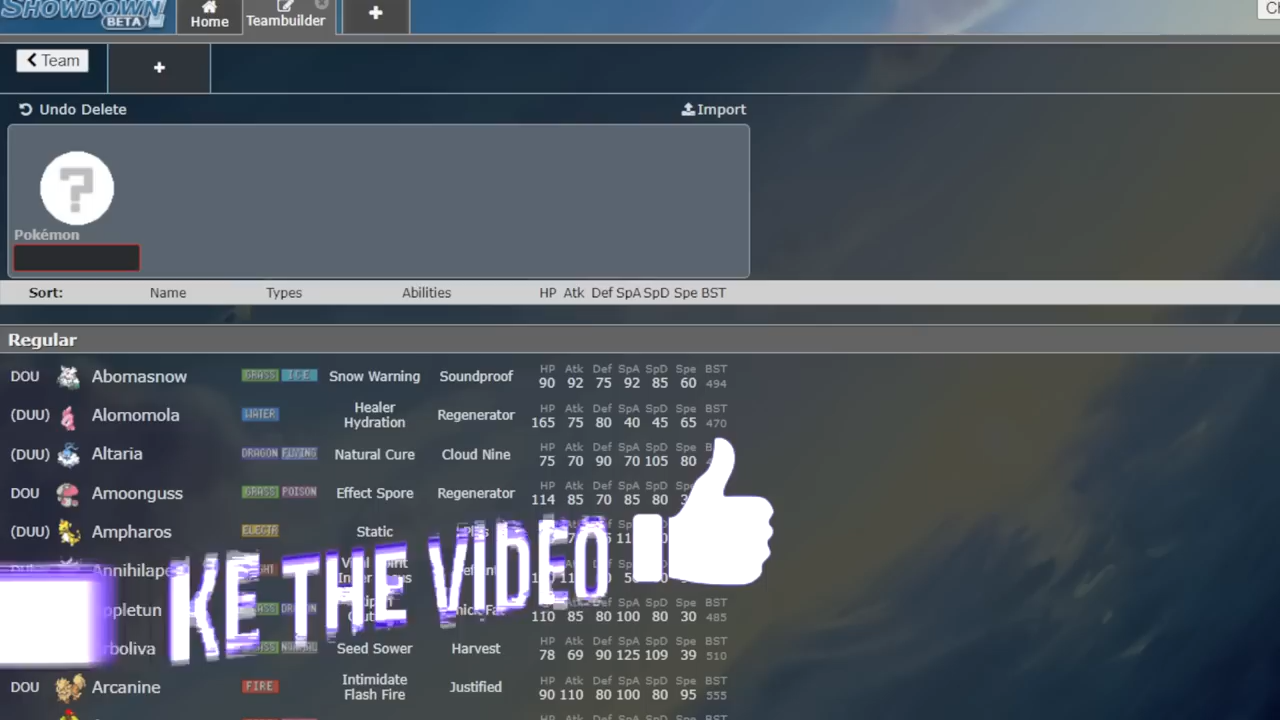 SHOWDOWN!
BETA
Home
Teambuilder
+
Team
+
Undo Delete
Import
?
Pokémon
Sort: Name Types Abilities HP Atk Def SpA SpD Spe BST
Regular
DOU Abomasnow GRASS ICE Snow Warning Soundproof HP 90 Atk 92 Def 75 SpA 92 SpD 85 Spe 60 BST 494
(DUU) Alomomola WATER Healer Hydration Regenerator HP 165 Atk 75 Def 80 SpA 40 SpD 45 Spe 65 BST 470
(DUU) Altaria DRAGON FLYING Natural Cure Cloud Nine HP 75 Atk 70 Def 90 SpA 70 SpD 105 Spe 80
DOU Amoonguss GRASS POISON Effect Spore Regenerator HP 114 Atk 85 Def 70 SpA 85 SpD 80
(DUU) Ampharos ELECTR Static
KE THE VIDEO
110 85 80 100 80 30 485
Seed Sower Harvest HP 78 Atk 69 Def 90 SpA 125 SpD 109 Spe 39 BST 510
DOU Arcanine FIRE Intimidate Flash Fire Justified HP 90 Atk 110 Def 80 SpA 100 SpD 80 Spe 95 BST 555